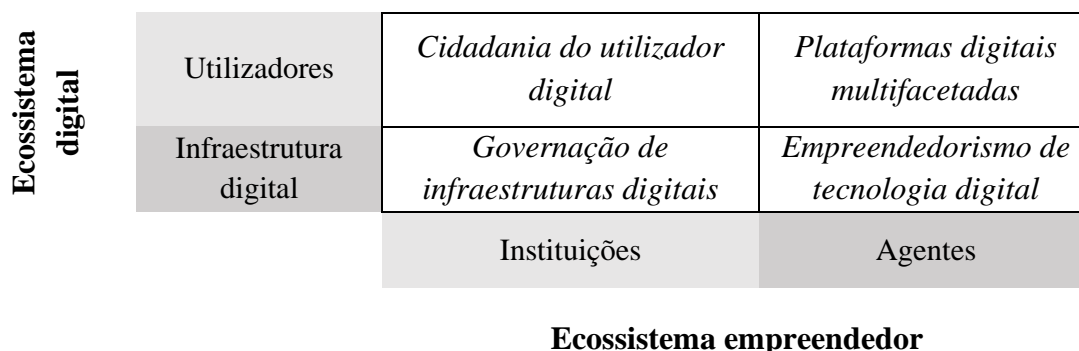 Ecossistema
digital
Utilizadores
Cidadania do utilizador
digital
Plataformas digitais
multifacetadas
Infraestrutura
digital
Governação de
infraestruturas digitais
Empreendedorismo de
tecnologia digital
Instituições
Agentes
Ecossistema empreendedor